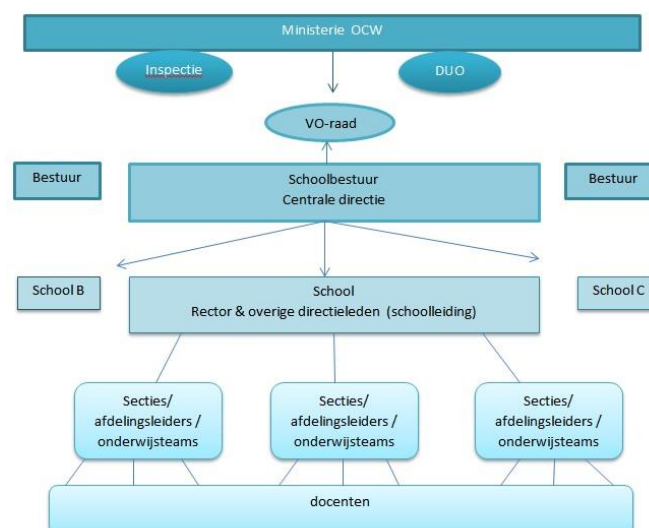 Ministerie OCW
Inspectie
DUO
VO-raad
Bestuur
Schoolbestuur
Centrale directie
Bestuur
School B
School
Rector & overige directieleden (schoolleiding)
School C
Secties/
afdelingsleiders /
onderwijsteams
Secties/
afdelingsleiders /
onderwijsteams
Secties/
afdelingsleiders /
onderwijsteams
docenten